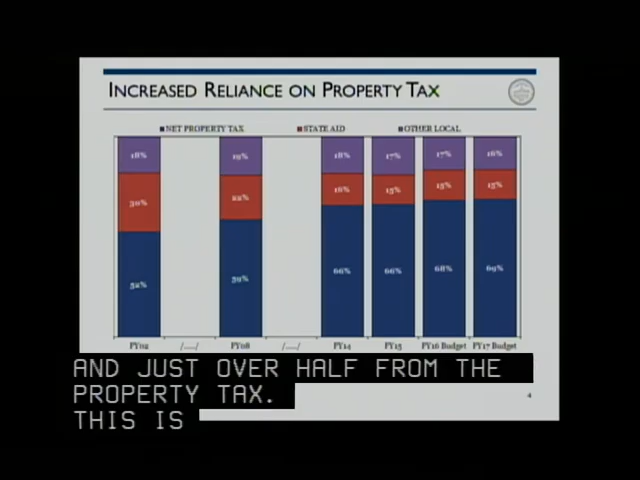 INCREASED RELIANCE ON PROPERTY TAX
NET PROPERTY TAX STATE AID OTHER LOCAL
18% 19% 18% 17% 17% 16%
30% 22% 16% 15% 15% 15%
52% 59% 66% 66% 68% 69%
FY02 /___/ FY08 /___/ FY14 FY15 FY16 Budget FY17 Budget
AND JUST OVER HALF FROM THE
PROPERTY TAX.
THIS IS
4